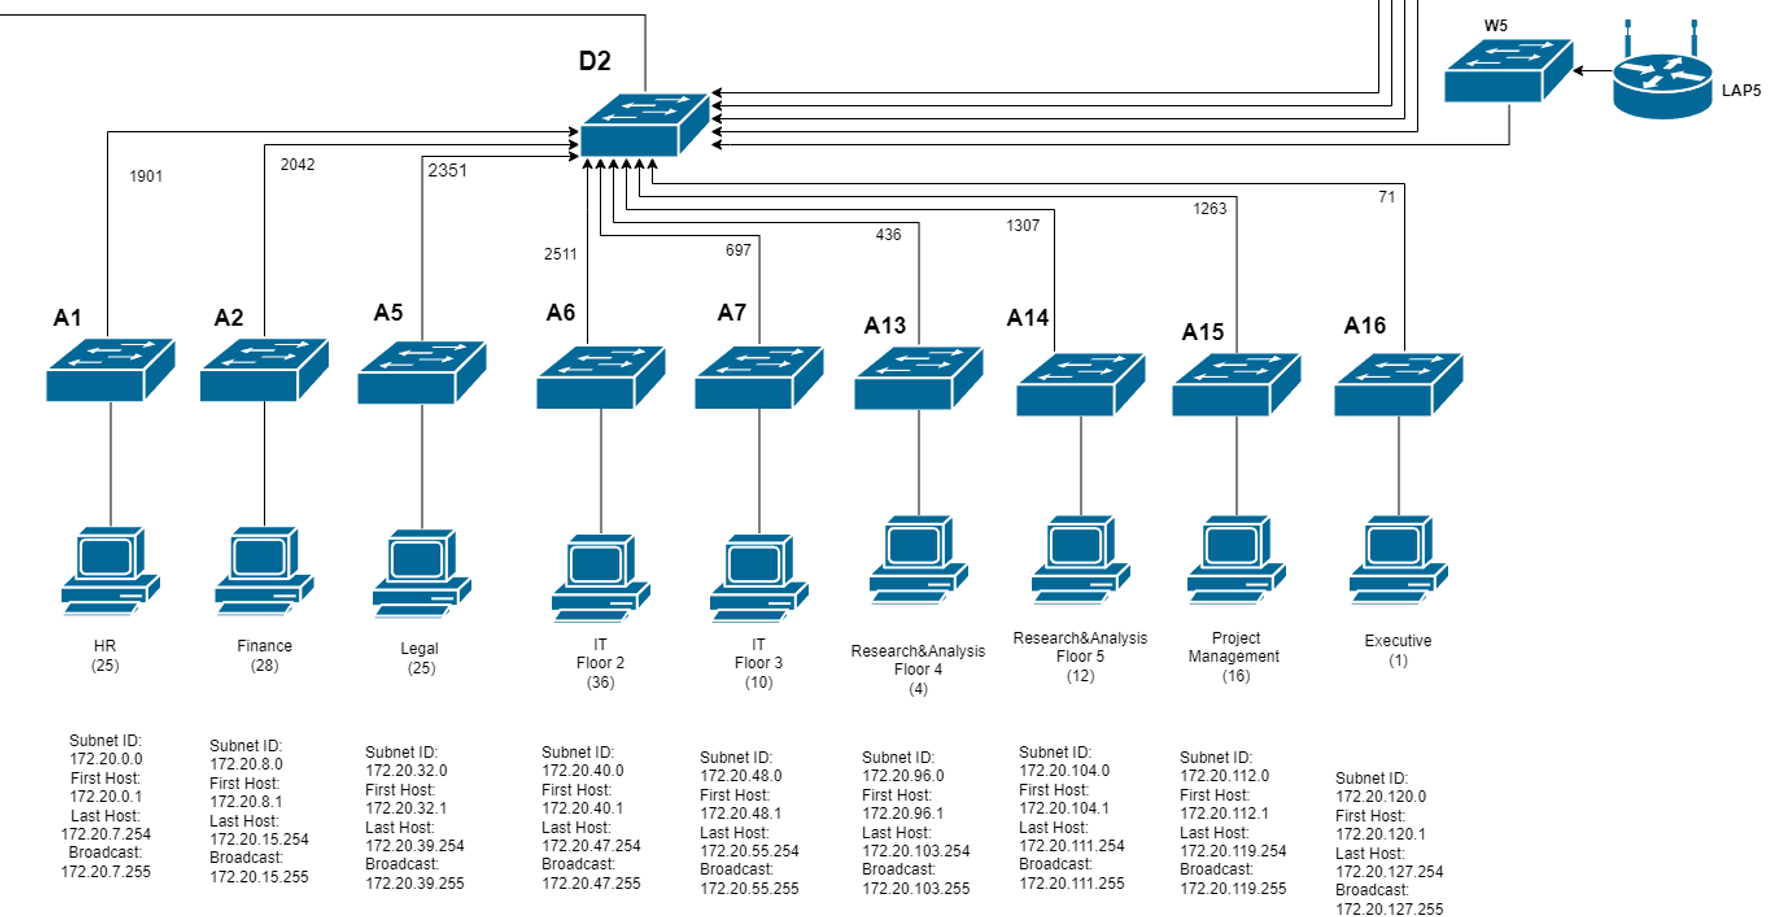 W5
LAP5
D2
1901
2042
2351
2511
697
436
1307
1263
71
A1
A2
A5
A6
A7
A13
A14
A15
A16
HR
(25)
Finance
(28)
Legal
(25)
IT
Floor 2
(36)
IT
Floor 3
(10)
Research&Analysis
Floor 4
(4)
Research&Analysis
Floor 5
(12)
Project
Management
(16)
Executive
(1)
Subnet ID:
172.20.0.0
First Host:
172.20.0.1
Last Host:
172.20.7.254
Broadcast:
172.20.7.255
Subnet ID:
172.20.8.0
First Host:
172.20.8.1
Last Host:
172.20.15.254
Broadcast:
172.20.15.255
Subnet ID:
172.20.32.0
First Host:
172.20.32.1
Last Host:
172.20.39.254
Broadcast:
172.20.39.255
Subnet ID:
172.20.40.0
First Host:
172.20.40.1
Last Host:
172.20.47.254
Broadcast:
172.20.47.255
Subnet ID:
172.20.48.0
First Host:
172.20.48.1
Last Host:
172.20.55.254
Broadcast:
172.20.55.255
Subnet ID:
172.20.96.0
First Host:
172.20.96.1
Last Host:
172.20.103.254
Broadcast:
172.20.103.255
Subnet ID:
172.20.104.0
First Host:
172.20.104.1
Last Host:
172.20.111.254
Broadcast:
172.20.111.255
Subnet ID:
172.20.112.0
First Host:
172.20.112.1
Last Host:
172.20.119.254
Broadcast:
172.20.119.255
Subnet ID:
172.20.120.0
First Host:
172.20.120.1
Last Host:
172.20.127.254
Broadcast:
172.20.127.255